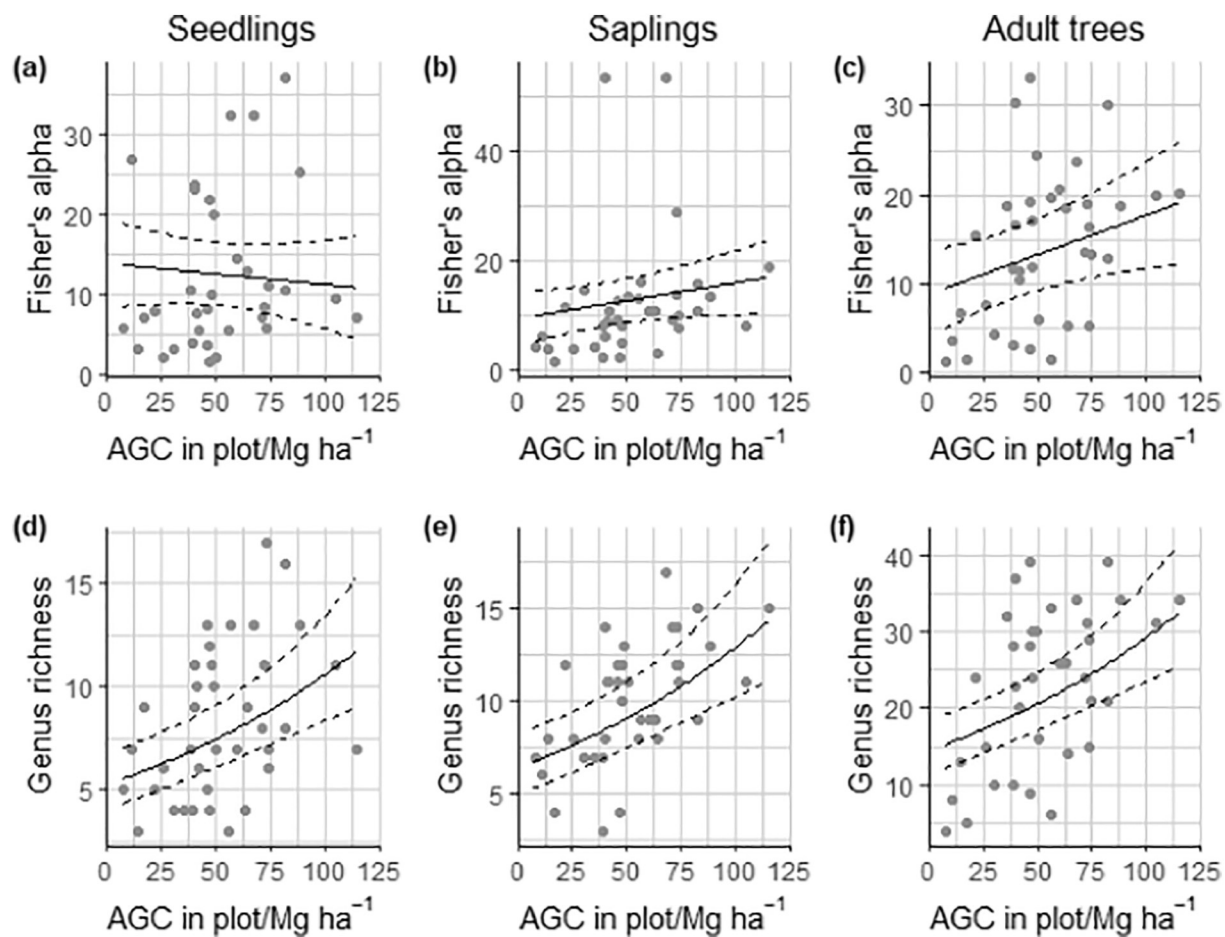 Seedlings Saplings Adult trees
(a) (b) (c)
Fisher's alpha Fisher's alpha Fisher's alpha
30
20
10
0
40
20
0
30
20
10
0
0 25 50 75 100 125 0 25 50 75 100 125 0 25 50 75 100 125
AGC in plot/Mg ha⁻¹ AGC in plot/Mg ha⁻¹ AGC in plot/Mg ha⁻¹
(d) (e) (f)
Genus richness Genus richness Genus richness
15
10
5
15
10
5
40
30
20
10
0 25 50 75 100 125 0 25 50 75 100 125 0 25 50 75 100 125
AGC in plot/Mg ha⁻¹ AGC in plot/Mg ha⁻¹ AGC in plot/Mg ha⁻¹